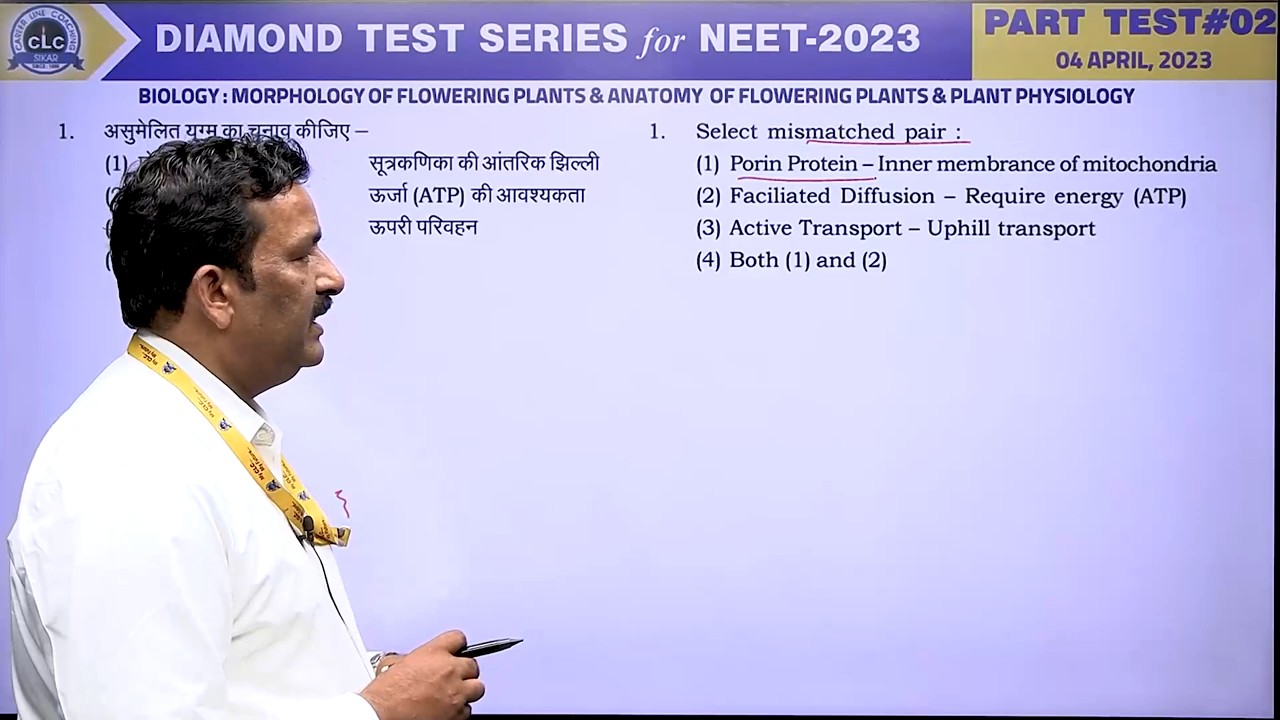 CAREER LINE COACHING
CLC
SIKAR
DIAMOND TEST SERIES for NEET-2023
PART TEST#02
04 APRIL, 2023
BIOLOGY : MORPHOLOGY OF FLOWERING PLANTS & ANATOMY OF FLOWERING PLANTS & PLANT PHYSIOLOGY
1. असुमेलित युग्म का चुनाव कीजिए –
(1) सूत्रकणिका की आंतरिक झिल्ली
ऊर्जा (ATP) की आवश्यकता
ऊपरी परिवहन
1. Select mismatched pair :
(1) Porin Protein – Inner membrance of mitochondria
(2) Faciliated Diffusion – Require energy (ATP)
(3) Active Transport – Uphill transport
(4) Both (1) and (2)